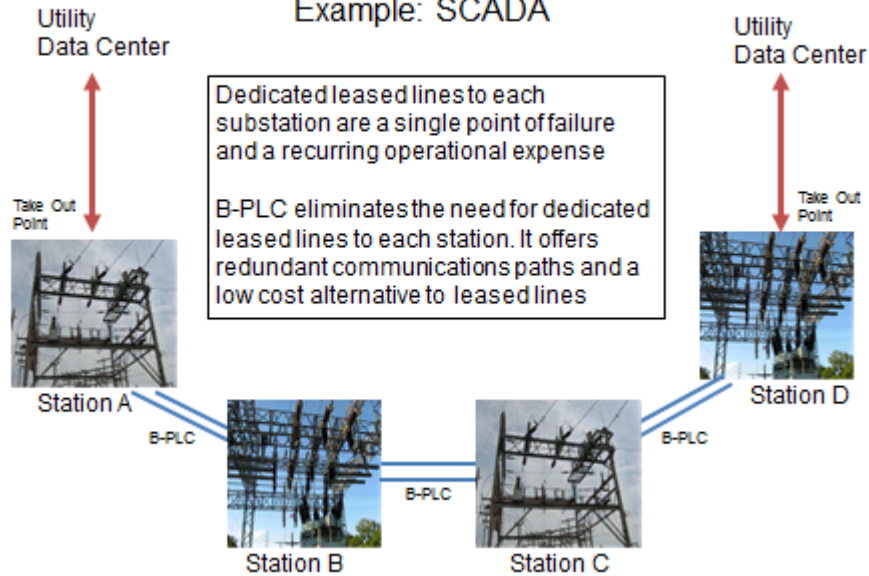 Example: SCADA
Utility
Data Center
Utility
Data Center
Dedicated leased lines to each
substation are a single point of failure
and a recurring operational expense
B-PLC eliminates the need for dedicated
leased lines to each station. It offers
redundant communications paths and a
low cost alternative to leased lines
Take Out
Point
Take Out
Point
Station A
Station D
B-PLC
B-PLC
B-PLC
Station B
Station C